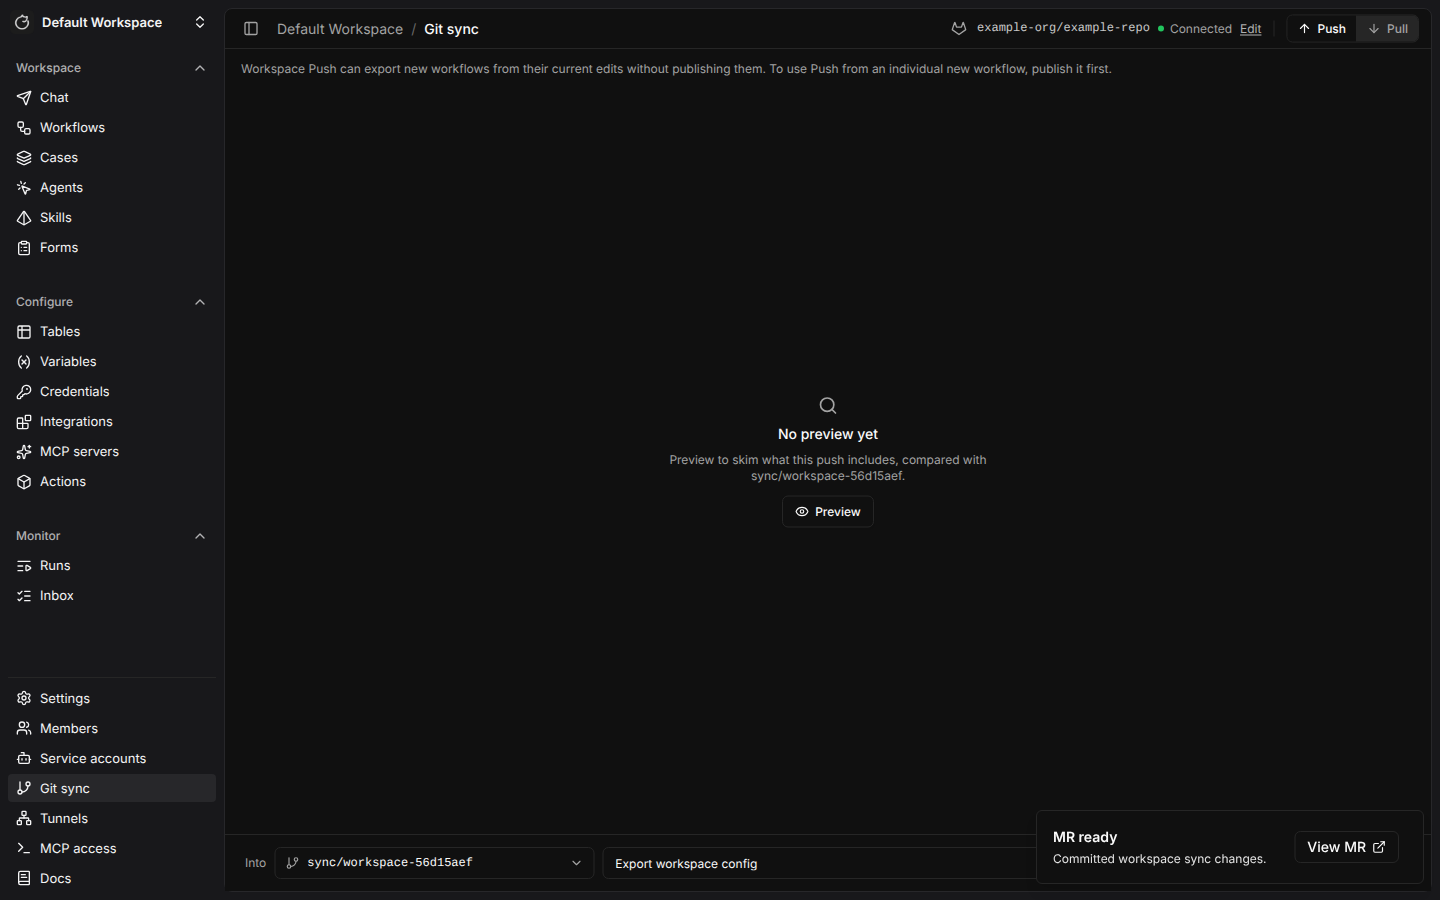 Default Workspace
Workspace
Chat
Workflows
Cases
Agents
Skills
Forms
Configure
Tables
Variables
Credentials
Integrations
MCP servers
Actions
Monitor
Runs
Inbox
Settings
Members
Service accounts
Git sync
Tunnels
MCP access
Docs
Default Workspace / Git sync
example-org/example-repo Connected Edit
Push
Pull
Workspace Push can export new workflows from their current edits without publishing them. To use Push from an individual new workflow, publish it first.
No preview yet
Preview to skim what this push includes, compared with
sync/workspace-56d15aef.
Preview
Into
sync/workspace-56d15aef
Export workspace config
MR ready
Committed workspace sync changes.
View MR